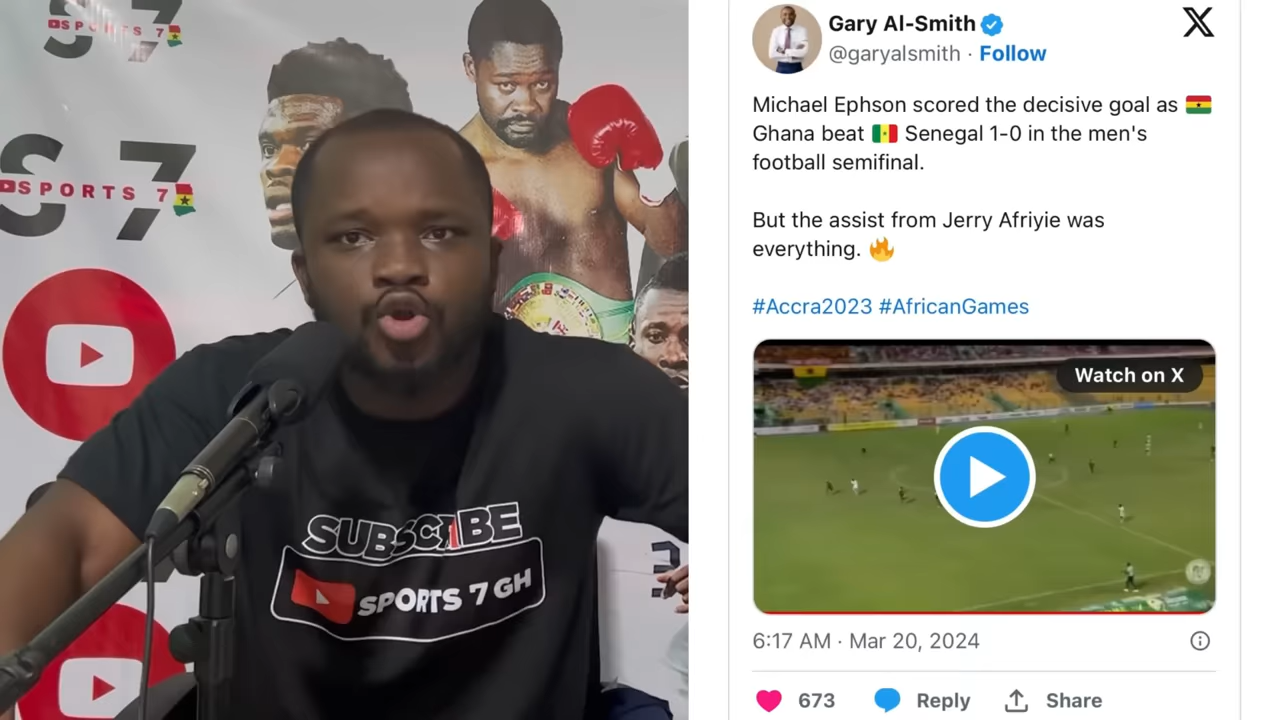 S 7
SPORTS 7
S 7
SPORTS 7
SUBSCRIBE
SPORTS 7 GH
Gary Al-Smith
@garyalsmith · Follow
Michael Ephson scored the decisive goal as 🇬🇭
Ghana beat 🇸🇳 Senegal 1-0 in the men's
football semifinal.
But the assist from Jerry Afriyie was
everything. 🔥
#Accra2023 #AfricanGames
Watch on X
6:17 AM · Mar 20, 2024
673 Reply Share